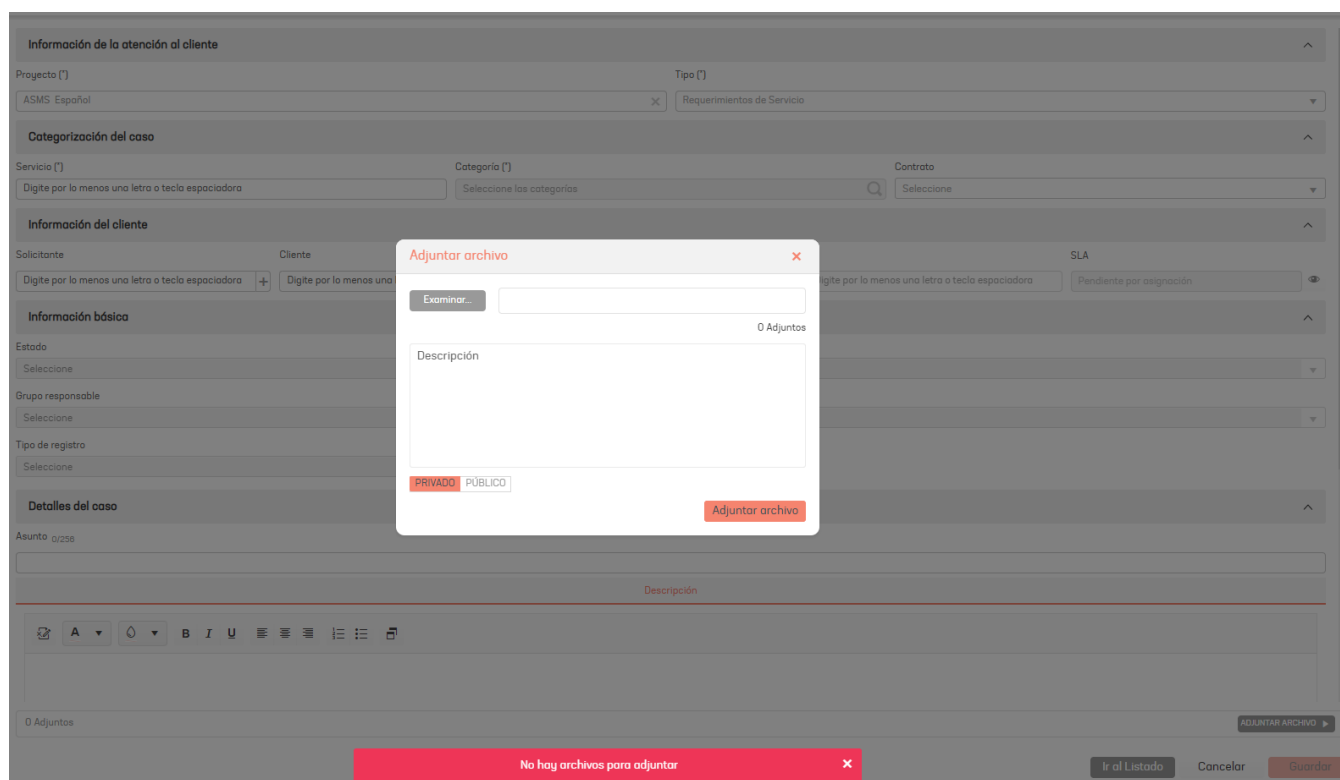 Información de la atención al cliente
Proyecto (*)
Tipo (*)
ASMS Español
Requerimientos de Servicio
Categorización del caso
Servicio (*)
Categoría (*)
Contrato
Digite por lo menos una letra o tecla espaciadora
Seleccione las categorías
Seleccione
Información del cliente
Solicitante
Cliente
SLA
Digite por lo menos una letra o tecla espaciadora
Digite por lo menos una
igite por lo menos una letra o tecla espaciadora
Pendiente por asignación
Adjuntar archivo
Examinar...
0 Adjuntos
Descripción
PRIVADO PÚBLICO
Adjuntar archivo
Información básica
Estado
Seleccione
Grupo responsable
Seleccione
Tipo de registro
Seleccione
Detalles del caso
Asunto 0/256
Descripción
A
B I U
0 Adjuntos
ADJUNTAR ARCHIVO
No hay archivos para adjuntar
Ir al Listado
Cancelar
Guardar